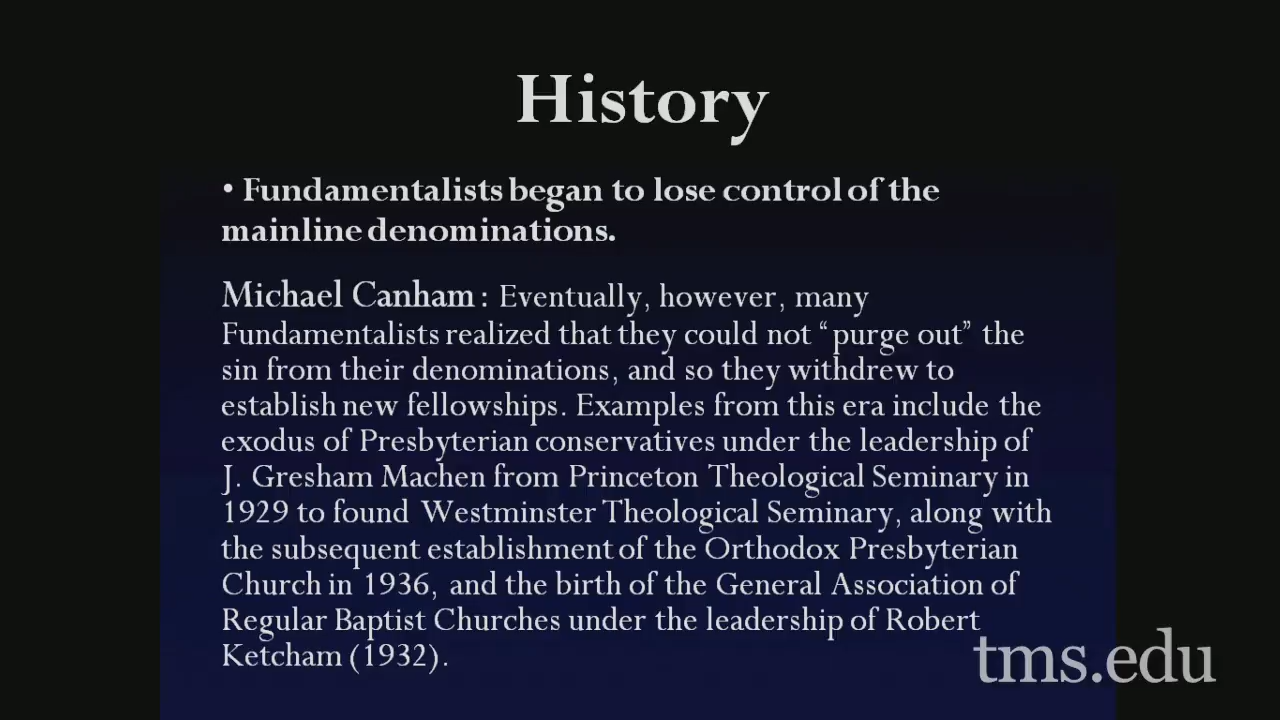 History
• Fundamentalists began to lose control of the
mainline denominations.
Michael Canham : Eventually, however, many
Fundamentalists realized that they could not “purge out” the
sin from their denominations, and so they withdrew to
establish new fellowships. Examples from this era include the
exodus of Presbyterian conservatives under the leadership of
J. Gresham Machen from Princeton Theological Seminary in
1929 to found Westminster Theological Seminary, along with
the subsequent establishment of the Orthodox Presbyterian
Church in 1936, and the birth of the General Association of
Regular Baptist Churches under the leadership of Robert
Ketcham (1932).
tms.edu